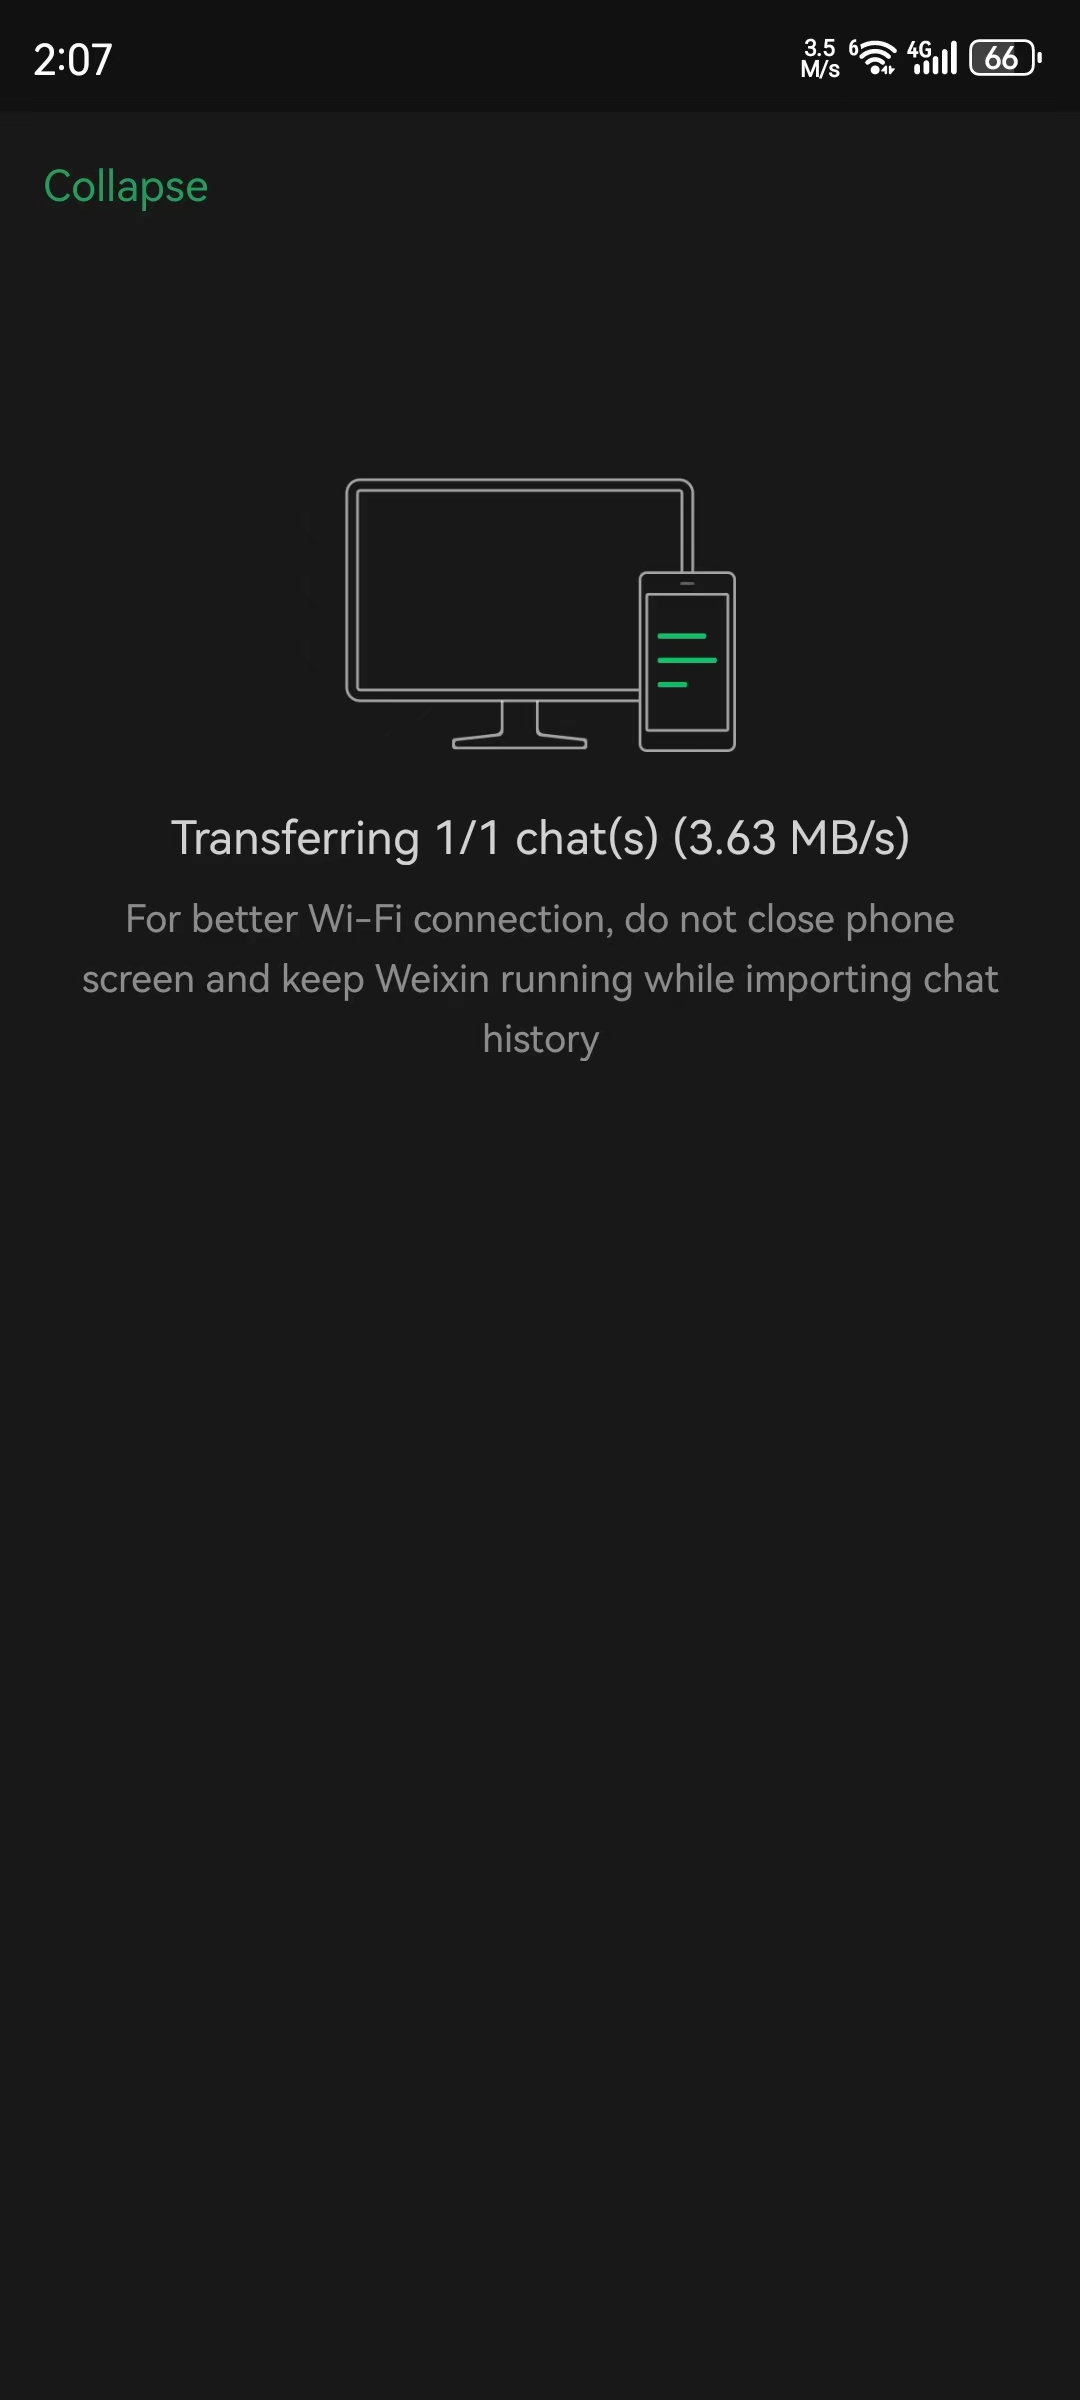 2:07
3.5
M/s
6
4G
66
Collapse
Transferring 1/1 chat(s) (3.63 MB/s)
For better Wi-Fi connection, do not close phone
screen and keep Weixin running while importing chat
history